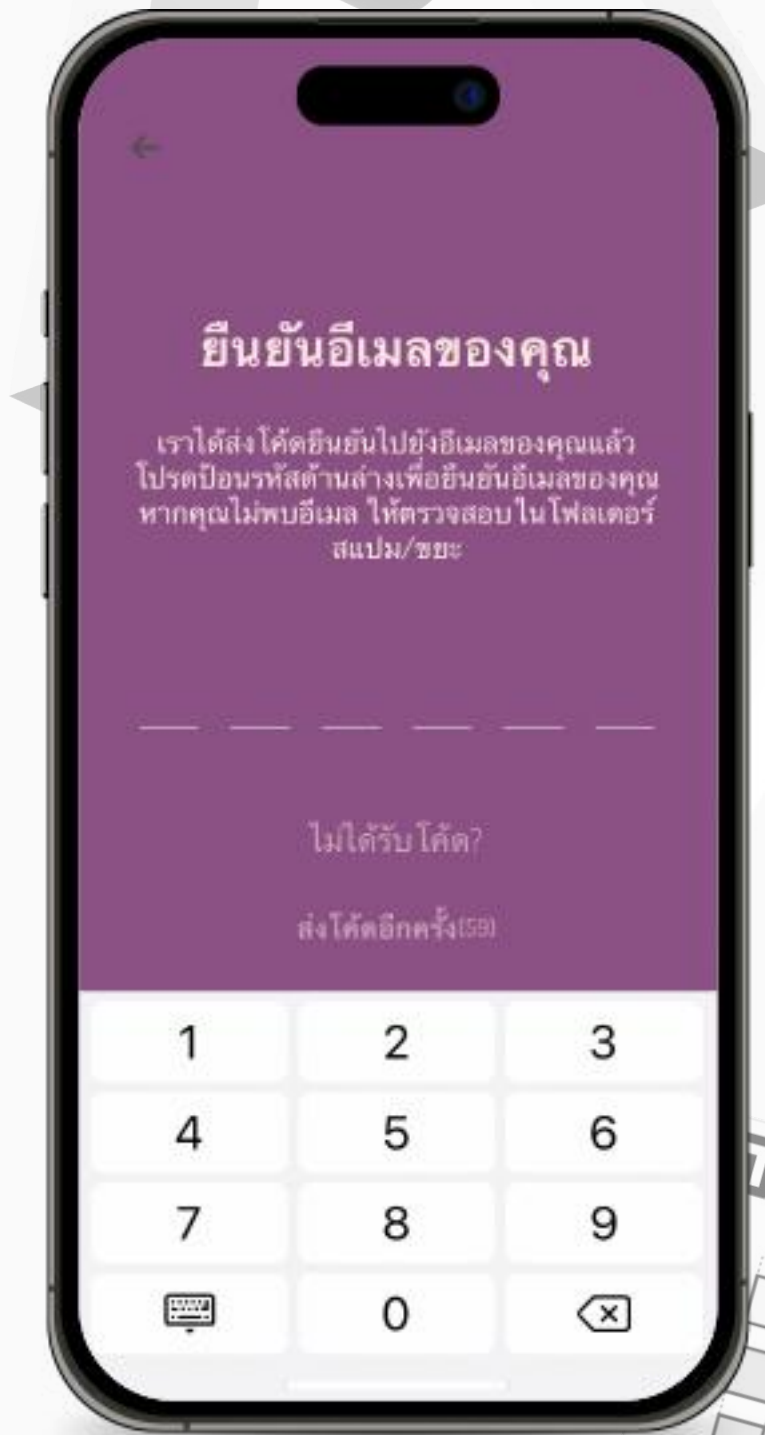 ยืนยันอีเมลของคุณ
เราได้ส่งโค้ดยืนยันไปยังอีเมลของคุณแล้ว
โปรดป้อนรหัสด้านล่างเพื่อยืนยันอีเมลของคุณ
หากคุณไม่พบอีเมล ให้ตรวจสอบในโฟลเดอร์
สแปม/ขยะ
ไม่ได้รับโค้ด?
ส่งโค้ดอีกครั้ง(59)
1 2 3
4 5 6
7 8 9
0